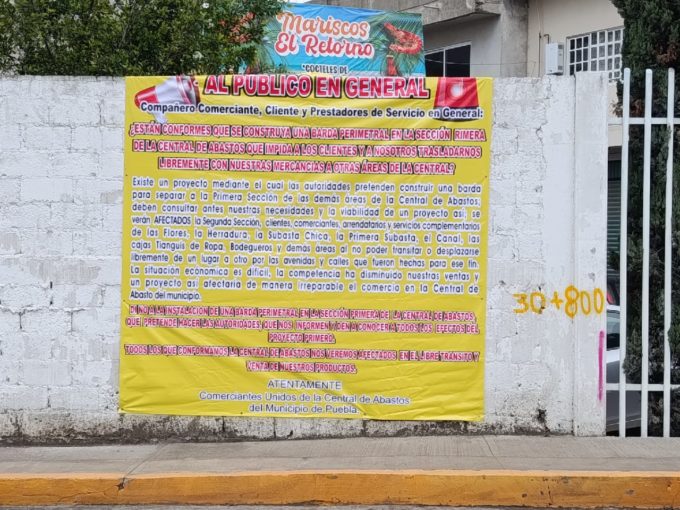 Mariscos
El Retorno
*COCTELES DE
AL PÚBLICO EN GENERAL
Compañero Comerciante, Cliente y Prestadores de Servicio en General:
¿ESTÁN CONFORMES QUE SE CONSTRUYA UNA BARDA PERIMETRAL EN LA SECCIÓN RIMERA
DE LA CENTRAL DE ABASTOS QUE IMPIDA A LOS CLIENTES Y A NOSOTROS TRASLADARNOS
LIBREMENTE CON NUESTRAS MERCANCIAS A OTRAS ÁREAS DE LA CENTRAL?
Existe un proyecto mediante el cual las autoridades pretenden construir una barda
para separar a la Primera Sección de las demás áreas de la Central de Abastos;
deben consultar antes nuestras necesidades y la viabilidad de un proyecto así; se
verán AFECTADOS la Segunda Sección, clientes, comerciantes, arrendatarios y servicios complementarios
de las Flores, la Herradura, la Subasta Chica, la Primera Subasta, el Canal, las
cajas Tianguis de Ropa, Bodegueros y demás áreas al no poder transitar o desplazarse
libremente de un lugar a otro por las avenidas y calles que fueron hechas para ese fin.
La situación económica es difícil, la competencia ha disminuido nuestras ventas y
un proyecto así afectaría de manera irreparable el comercio en la Central de
Abasto del municipio.
DI NO A LA INSTALACIÓN DE UNA BARDA PERIMETRAL EN LA SECCIÓN PRIMERA DE LA CENTRAL DE ABASTOS,
QUE PRETENDE HACER LAS AUTORIDADES, QUE NOS INFORMEN Y DEN A CONOCER A TODOS LOS EFECTOS DEL
PROYECTO PRIMERO.
TODOS LOS QUE CONFORMAMOS LA CENTRAL DE ABASTOS NOS VEREMOS AFECTADOS EN EL LIBRE TRÁNSITO Y
VENTA DE NUESTROS PRODUCTOS.
ATENTAMENTE
Comerciantes Unidos de la Central de Abastos
del Municipio de Puebla
30+800